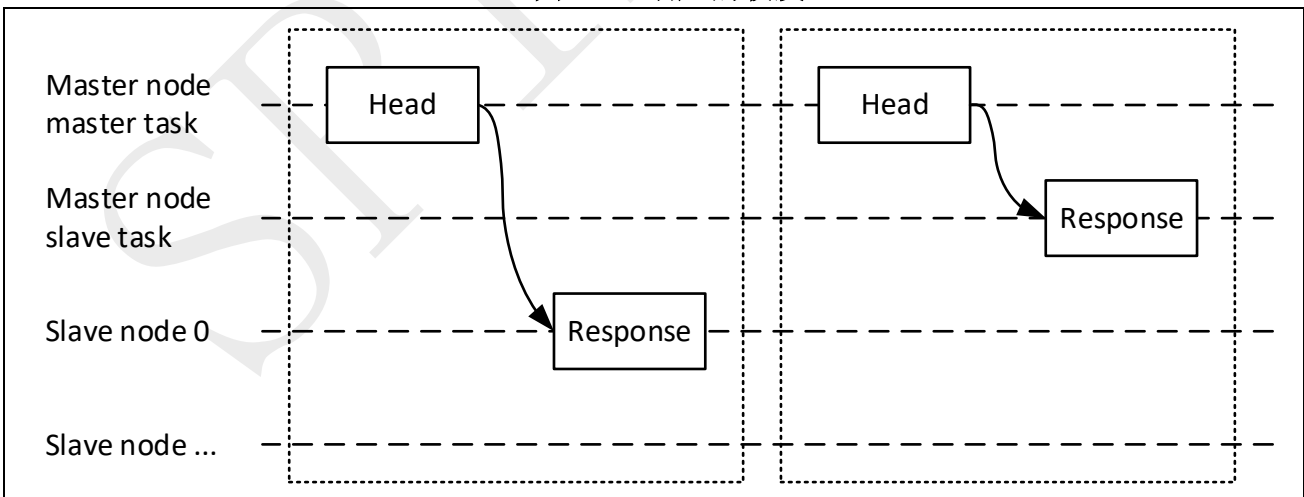 Master node
master task
Head
Head
Master node
slave task
Response
Slave node 0
Response
Slave node ...